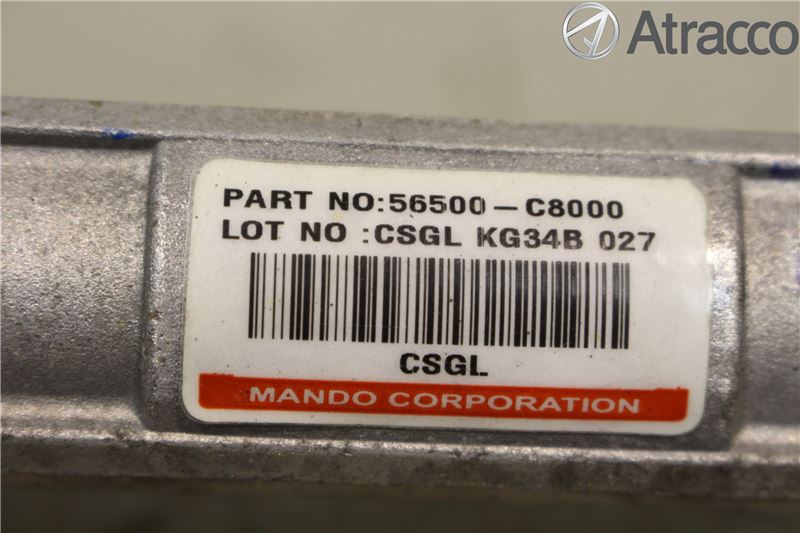 Atracco
PART NO:56500-C8000
LOT NO :CSGL KG34B 027
CSGL
MANDO CORPORATION